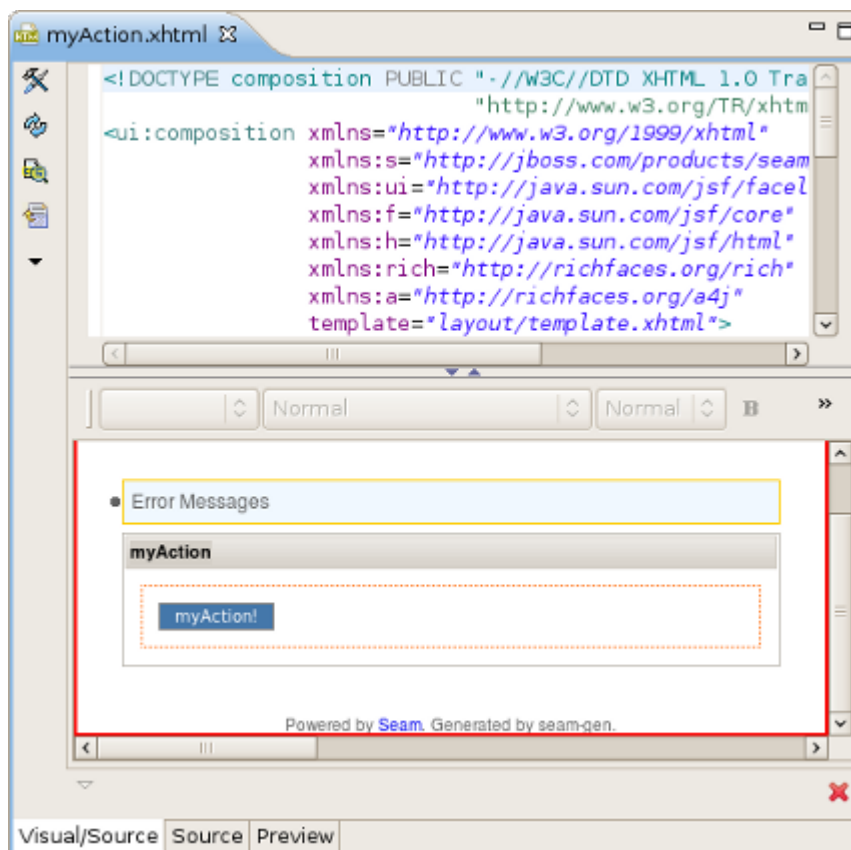 myAction.xhtml
<!DOCTYPE composition PUBLIC "-//W3C//DTD XHTML 1.0 Tra
"http://www.w3.org/TR/xhtm
<ui:composition xmlns="http://www.w3.org/1999/xhtml"
xmlns:s="http://jboss.com/products/seam
xmlns:ui="http://java.sun.com/jsf/facel
xmlns:f="http://java.sun.com/jsf/core"
xmlns:h="http://java.sun.com/jsf/html"
xmlns:rich="http://richfaces.org/rich"
xmlns:a="http://richfaces.org/a4j"
template="layout/template.xhtml">
Normal Normal B »
Error Messages
myAction
myAction!
Powered by Seam. Generated by seam-gen.
Visual/Source Source Preview